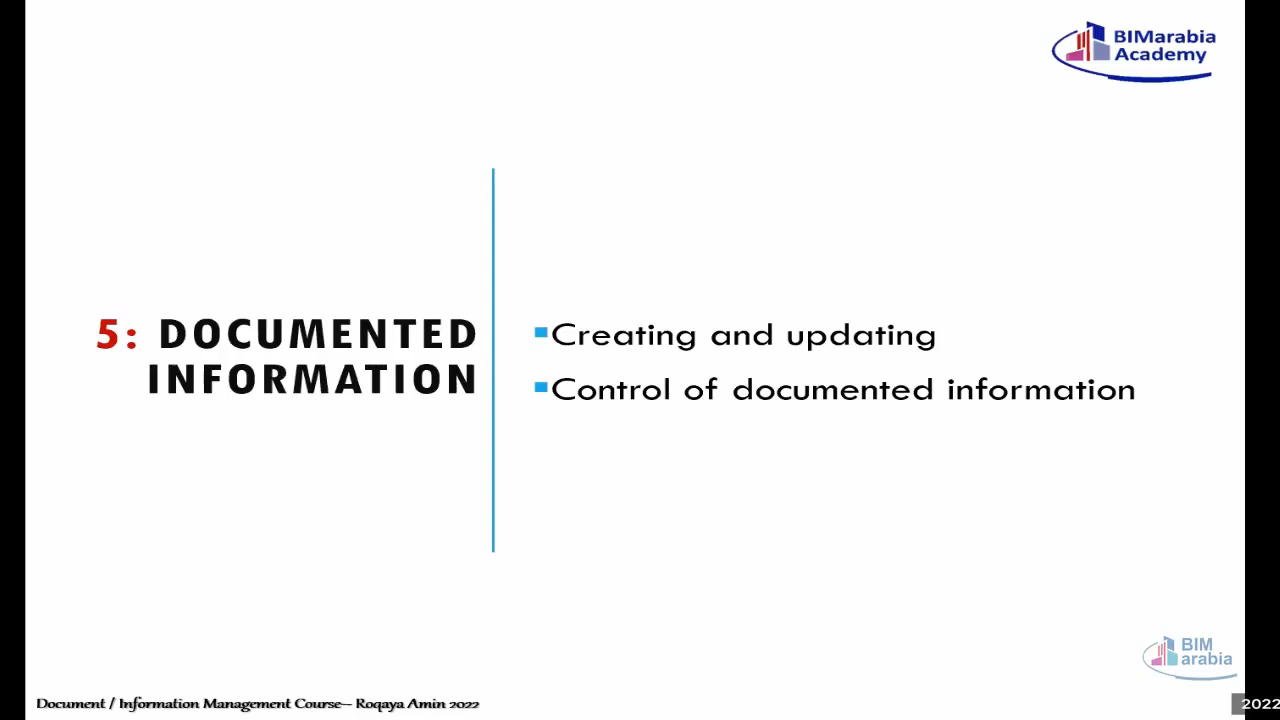 BIMarabia
Academy
5: DOCUMENTED
INFORMATION
Creating and updating
Control of documented information
BIM
arabia
Document / Information Management Course-- Roqaya Amin 2022
2022